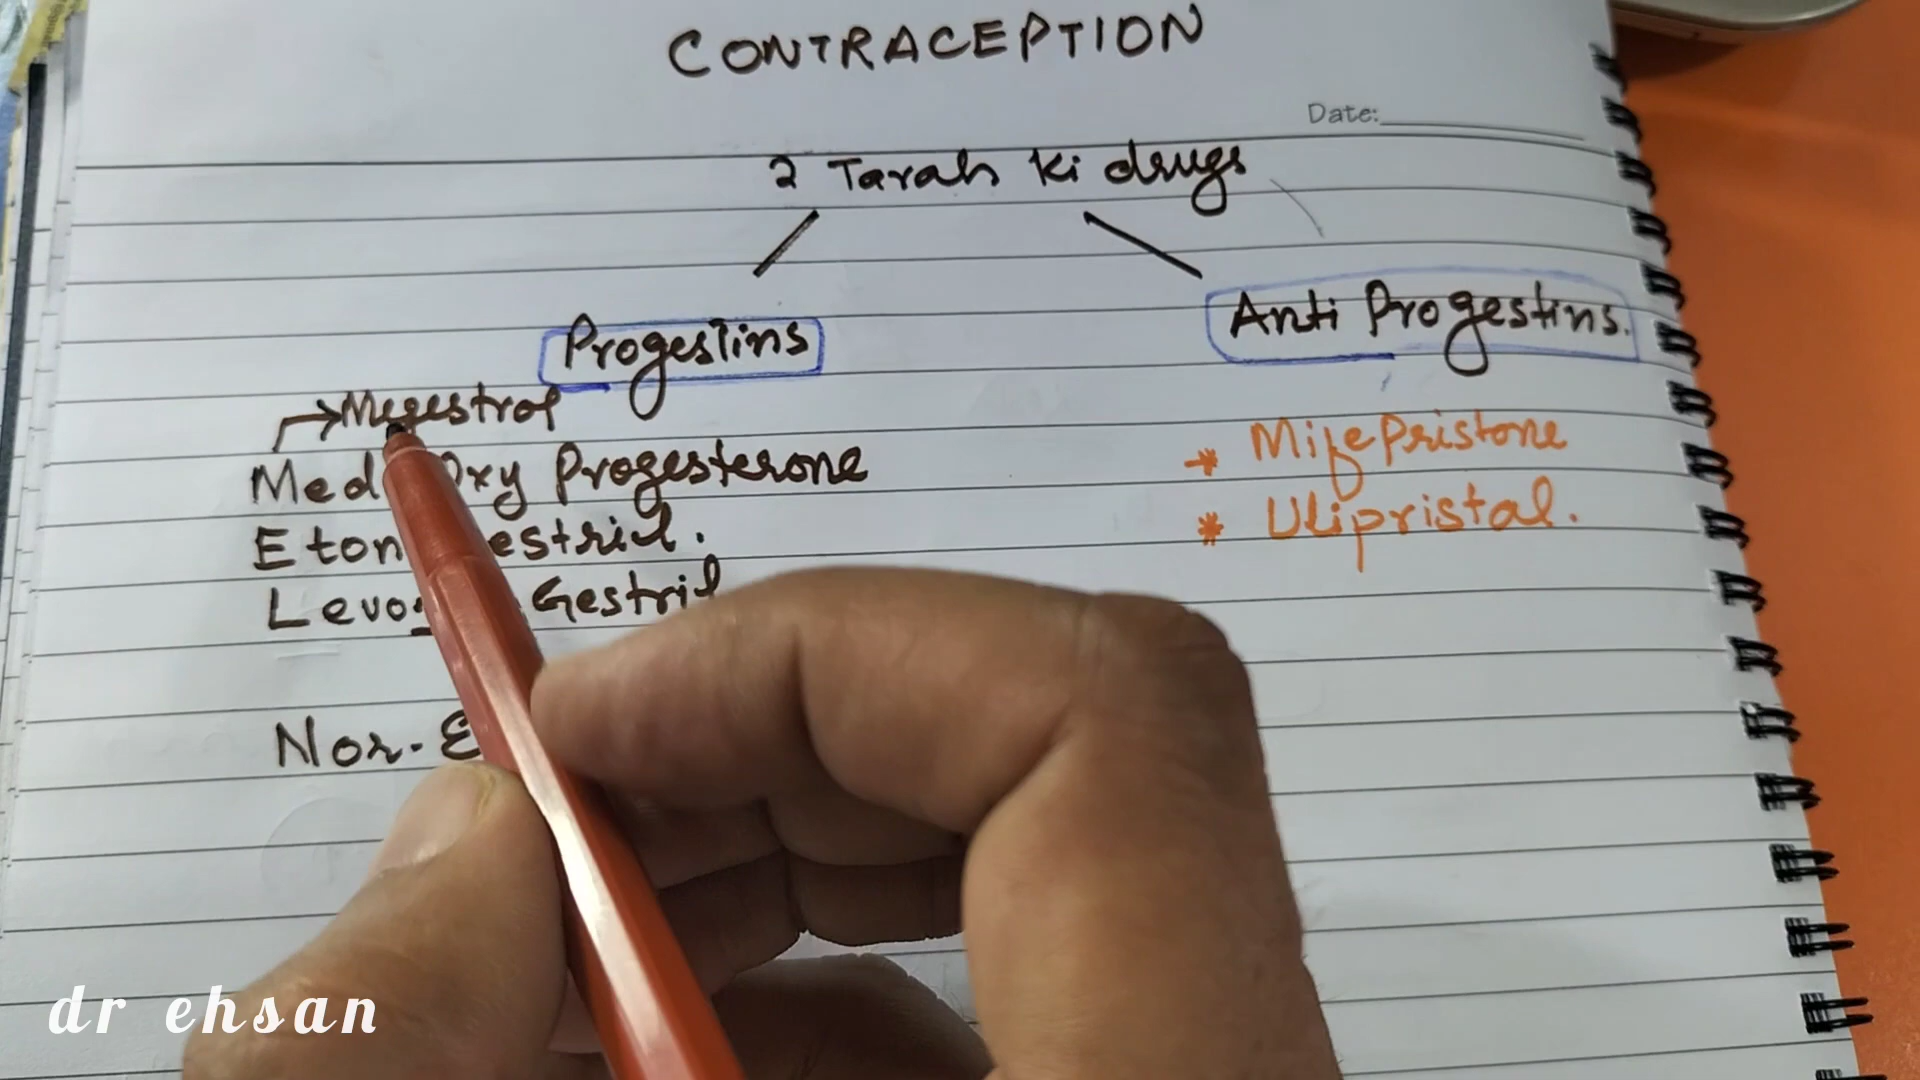 CONTRACEPTION
Date:
2 Tarah ki drugs
Progestins
Anti Progestins.
Megestrol
Med Oxy Progesterone
Eton estril.
Levo Gestril
* Mifepristone
* Ulipristal.
Nor-E
dr ehsan